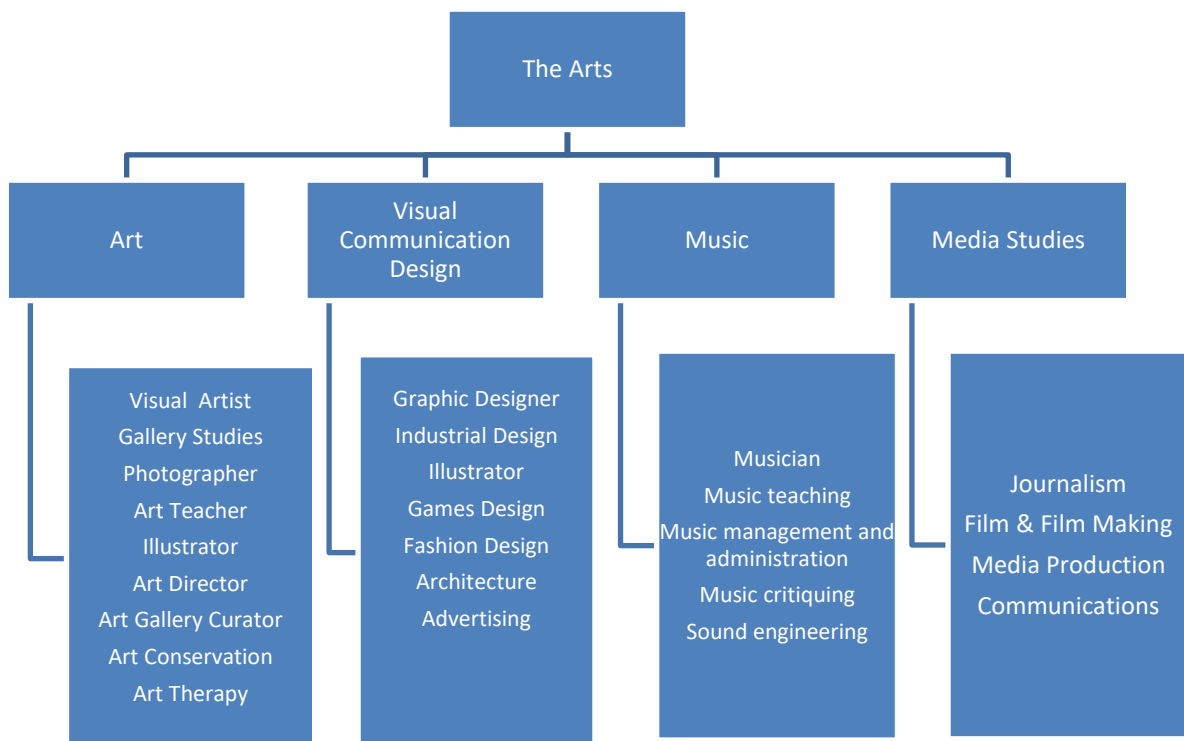 The Arts
Art
Visual
Communication
Design
Music
Media Studies
Visual Artist
Gallery Studies
Photographer
Art Teacher
Illustrator
Art Director
Art Gallery Curator
Art Conservation
Art Therapy
Graphic Designer
Industrial Design
Illustrator
Games Design
Fashion Design
Architecture
Advertising
Musician
Music teaching
Music management and
administration
Music critiquing
Sound engineering
Journalism
Film & Film Making
Media Production
Communications